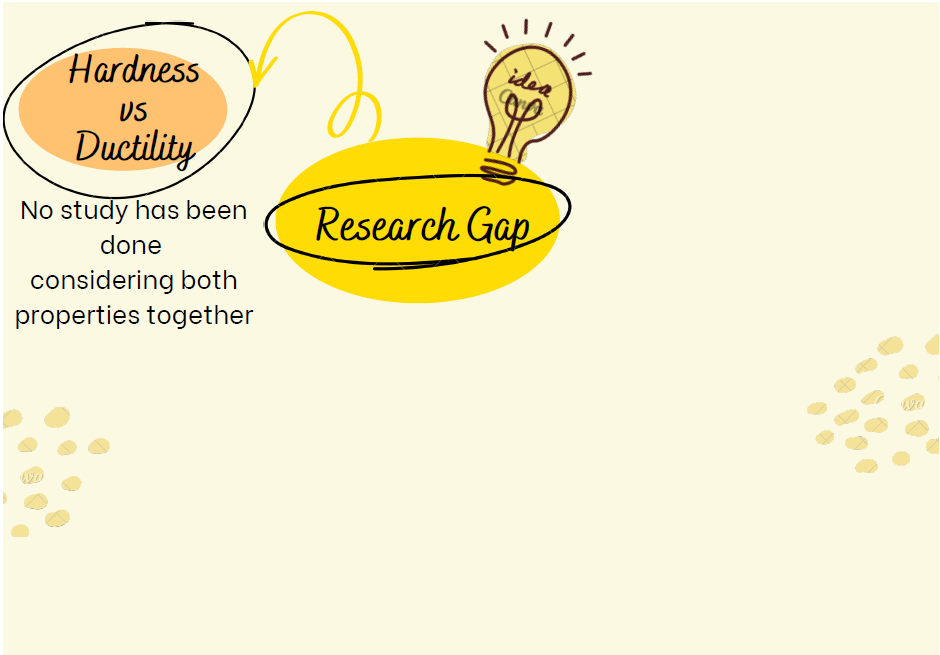 Hardness
vs
Ductility
No study has been
done
considering both
properties together
idea
Research Gap